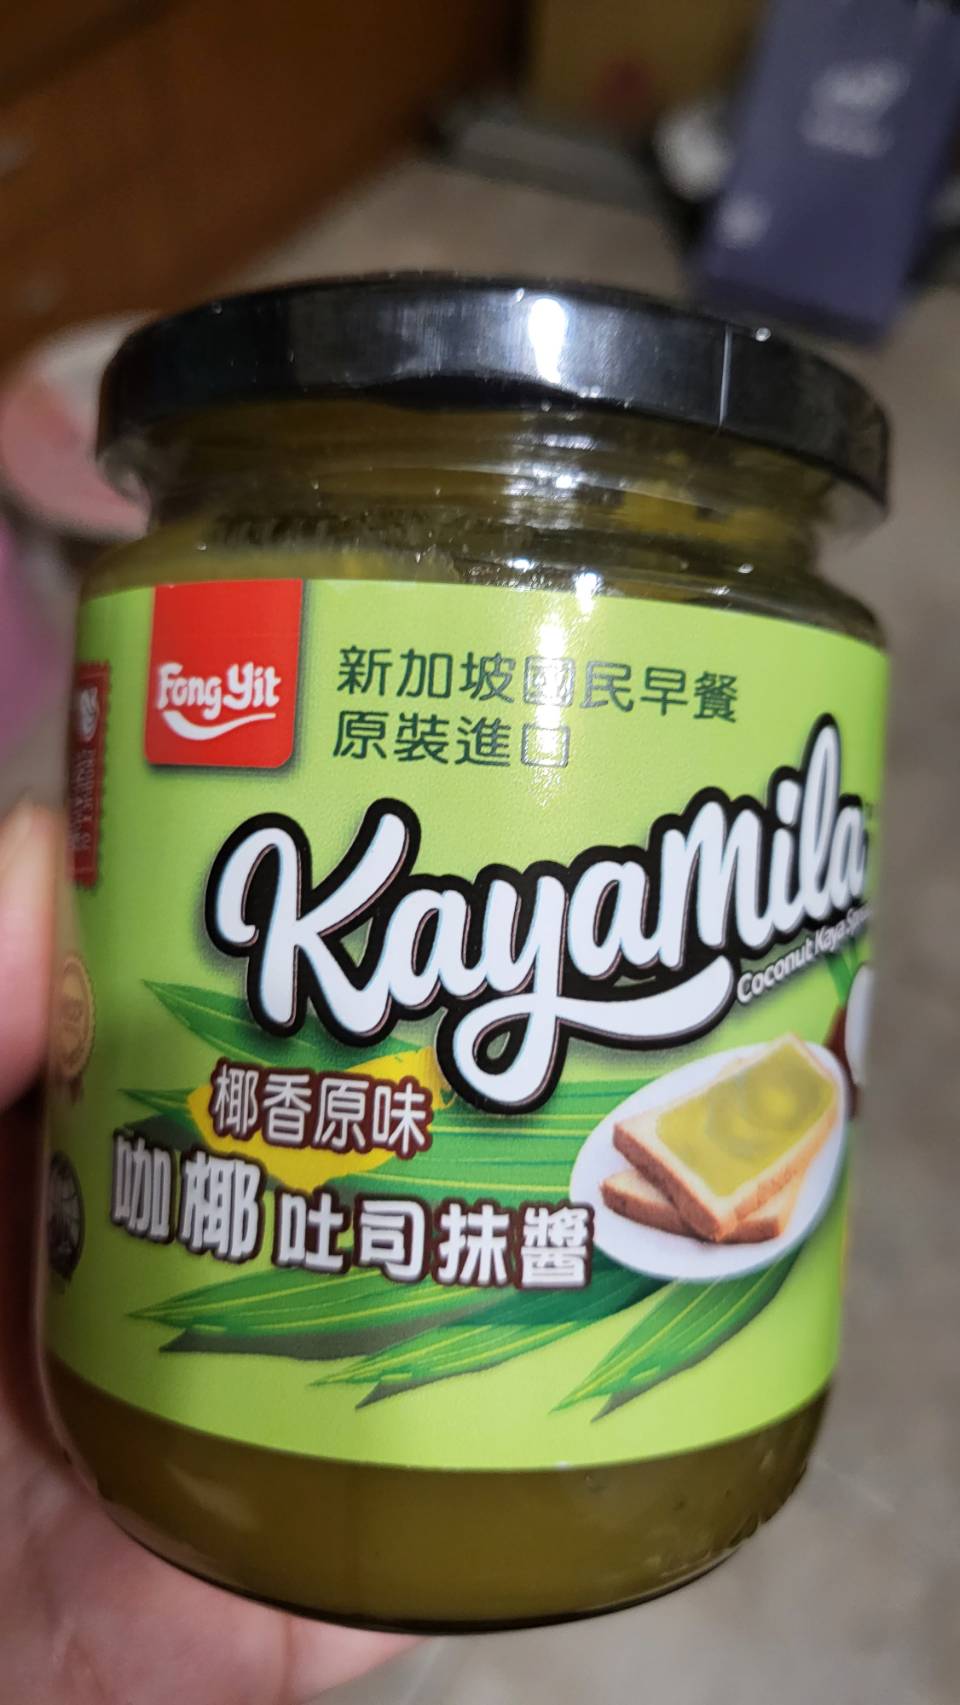 Fong Yit
新加坡國民早餐
原裝進口
Kayamila
Coconut Kaya
椰香原味
咖椰吐司抹醬